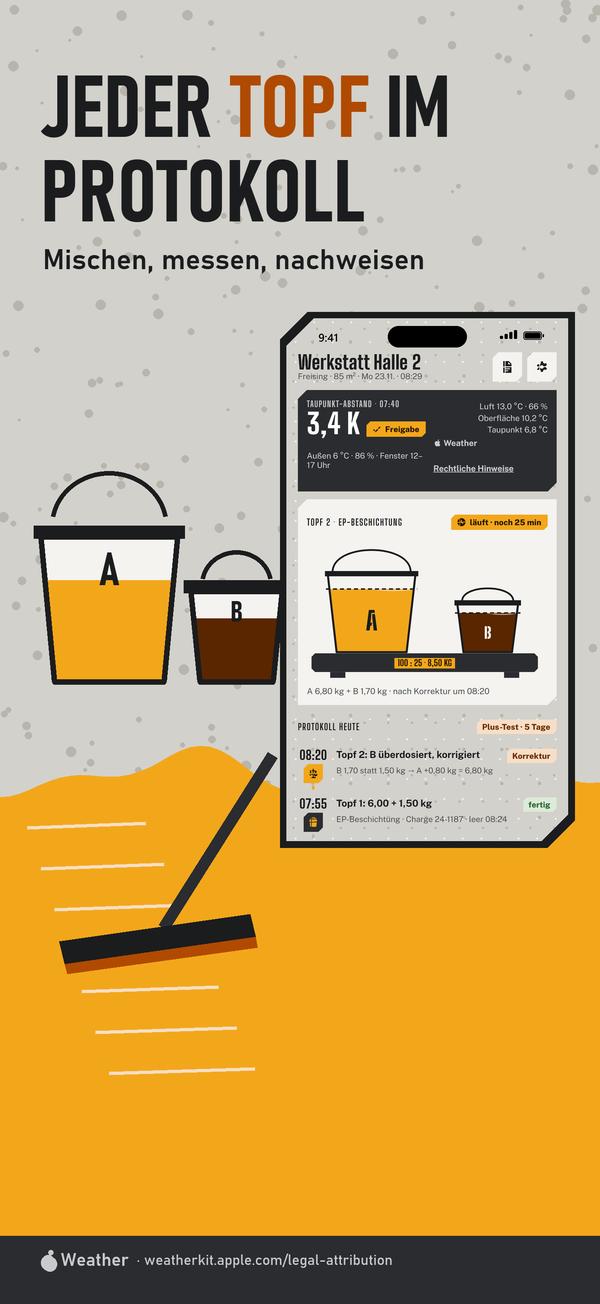 JEDER TOPF IM
PROTOKOLL
Mischen, messen, nachweisen
A
B
9:41
Werkstatt Halle 2
Freising · 85 m² · Mo 23.11. · 08:29
TAUPUNKT-ABSTAND · 07:40
3,4 K
Freigabe
Luft 13,0 °C · 66 %
Oberfläche 10,2 °C
Taupunkt 6,8 °C
Weather
Außen 6 °C · 86 % · Fenster 12–
17 Uhr
Rechtliche Hinweise
TOPF 2 · EP-BESCHICHTUNG
läuft · noch 25 min
A
B
100 : 25 · 8,50 KG
A 6,80 kg + B 1,70 kg · nach Korrektur um 08:20
PROTOKOLL HEUTE
Plus-Test · 5 Tage
08:20
Topf 2: B überdosiert, korrigiert
Korrektur
B 1,70 statt 1,50 kg → A +0,80 kg = 6,80 kg
07:55
Topf 1: 6,00 + 1,50 kg
fertig
EP-Beschichtung · Charge 24-1187 · leer 08:24
Weather · weatherkit.apple.com/legal-attribution